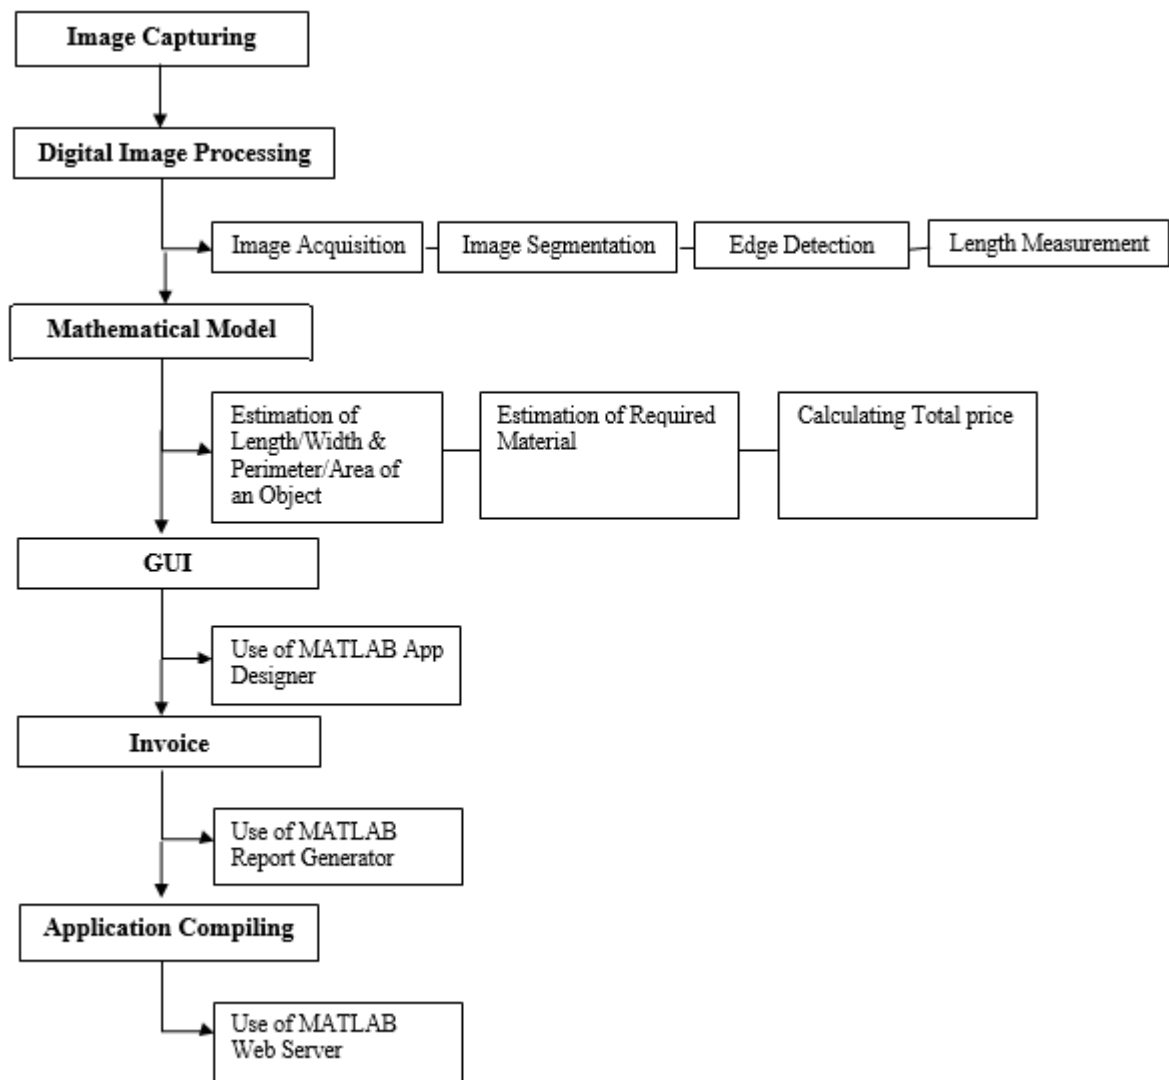 Image Capturing
Digital Image Processing
Image Acquisition
Image Segmentation
Edge Detection
Length Measurement
Mathematical Model
Estimation of
Length/Width &
Perimeter/Area of
an Object
Estimation of Required
Material
Calculating Total price
GUI
Use of MATLAB App
Designer
Invoice
Use of MATLAB
Report Generator
Application Compiling
Use of MATLAB
Web Server